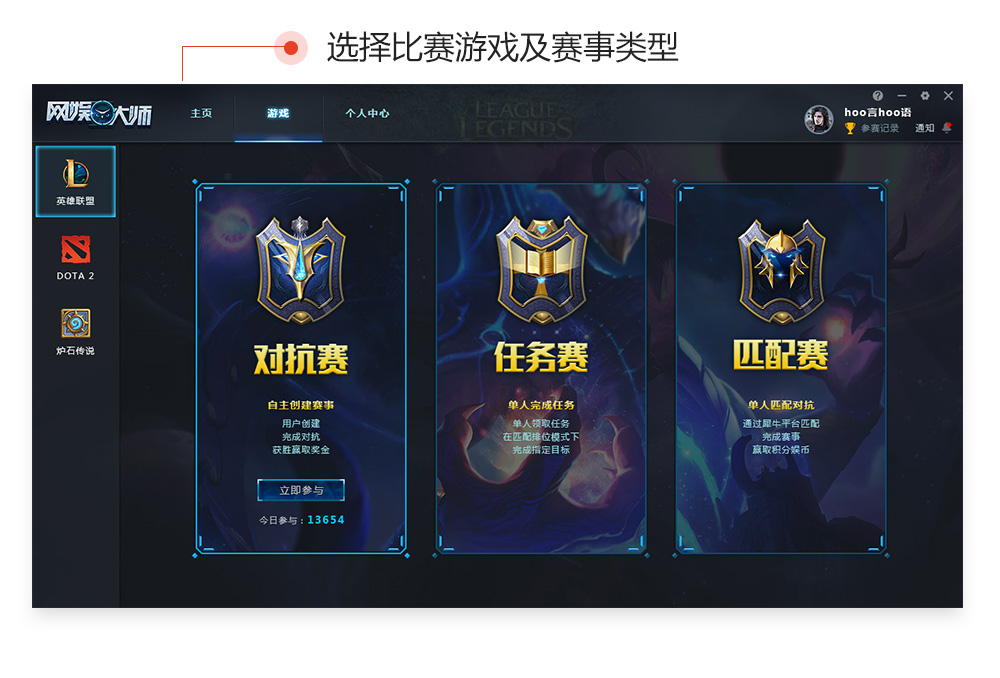 选择比赛游戏及赛事类型
网娱大师
主页
游戏
个人中心
LEAGUE
LEGENDS
hoo言hoo语
参赛记录
通知
英雄联盟
DOTA 2
炉石传说
对抗赛
自主创建赛事
用户创建
完成对抗
获胜赢取奖金
立即参与
今日参与：13654
任务赛
单人完成任务
单人领取任务
在匹配排位模式下
完成指定目标
匹配赛
单人匹配对抗
通过犀牛平台匹配
完成赛事
赢取积分娱币